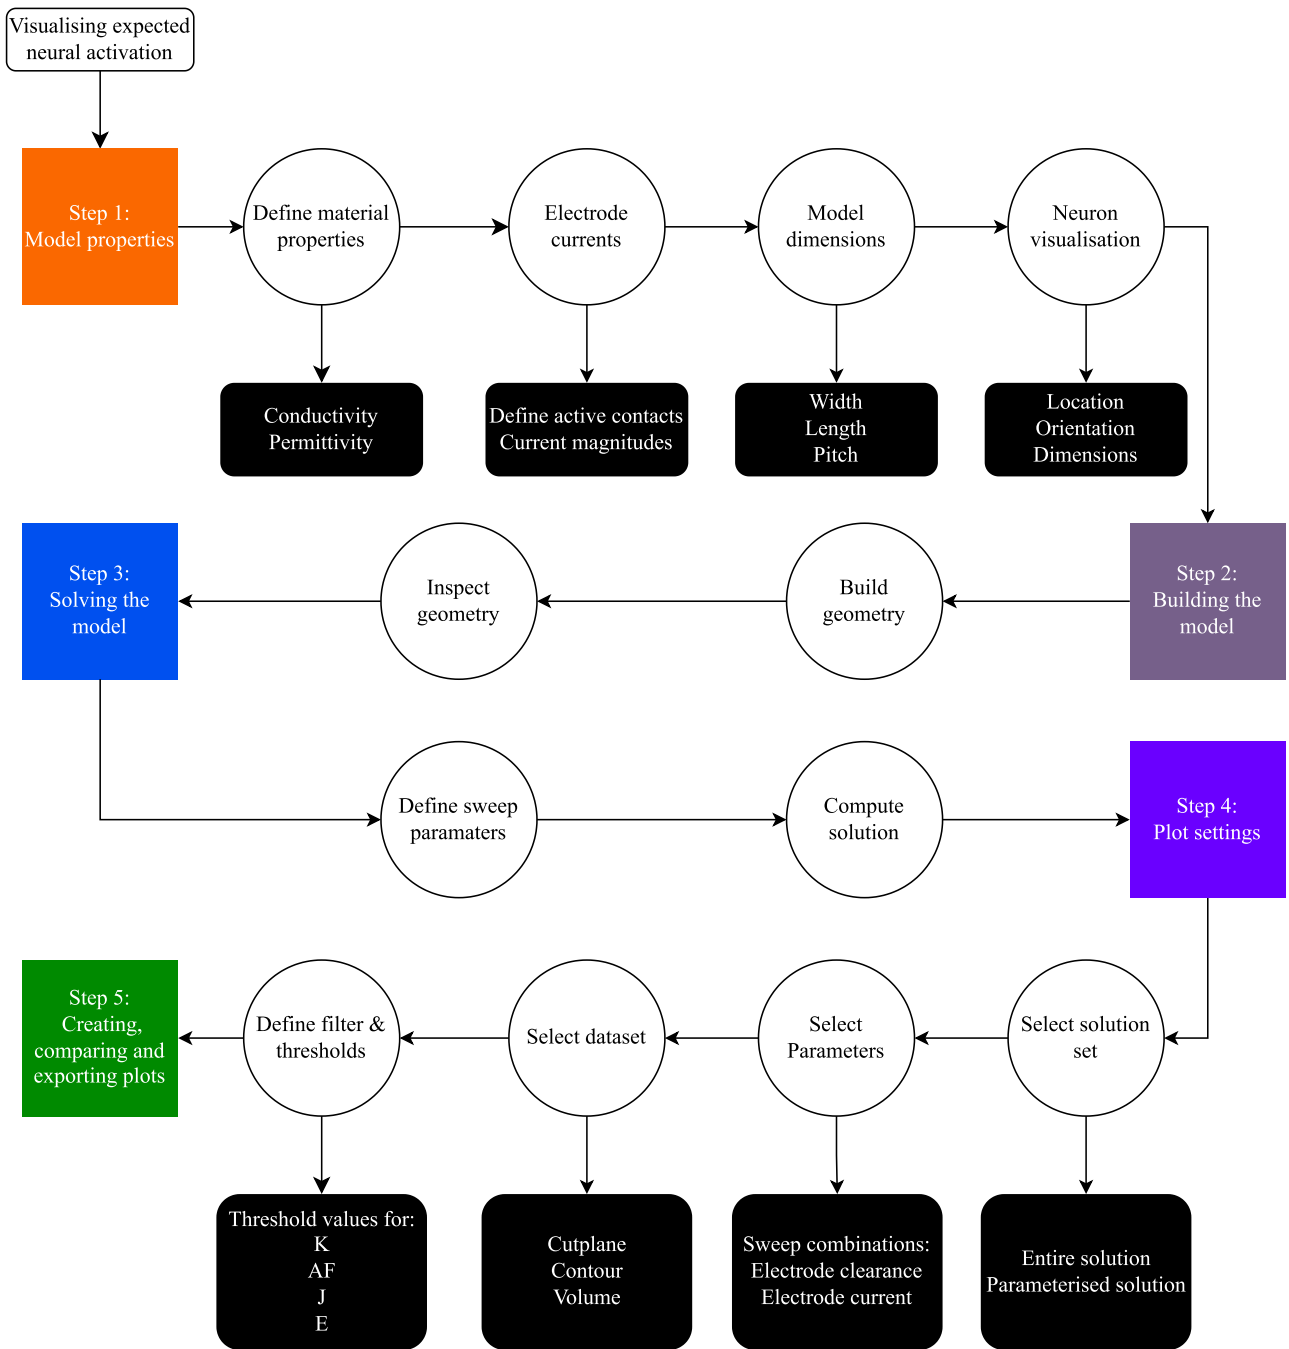 Visualising expected
neural activation
Step 1:
Model properties
Define material
properties
Electrode
currents
Model
dimensions
Neuron
visualisation
Conductivity
Permittivity
Define active contacts
Current magnitudes
Width
Length
Pitch
Location
Orientation
Dimensions
Step 2:
Building the
model
Build
geometry
Inspect
geometry
Step 3:
Solving the
model
Define sweep
paramaters
Compute
solution
Step 4:
Plot settings
Select solution
set
Select
Parameters
Select dataset
Define filter &
thresholds
Step 5:
Creating,
comparing and
exporting plots
Threshold values for:
K
AF
J
E
Cutplane
Contour
Volume
Sweep combinations:
Electrode clearance
Electrode current
Entire solution
Parameterised solution